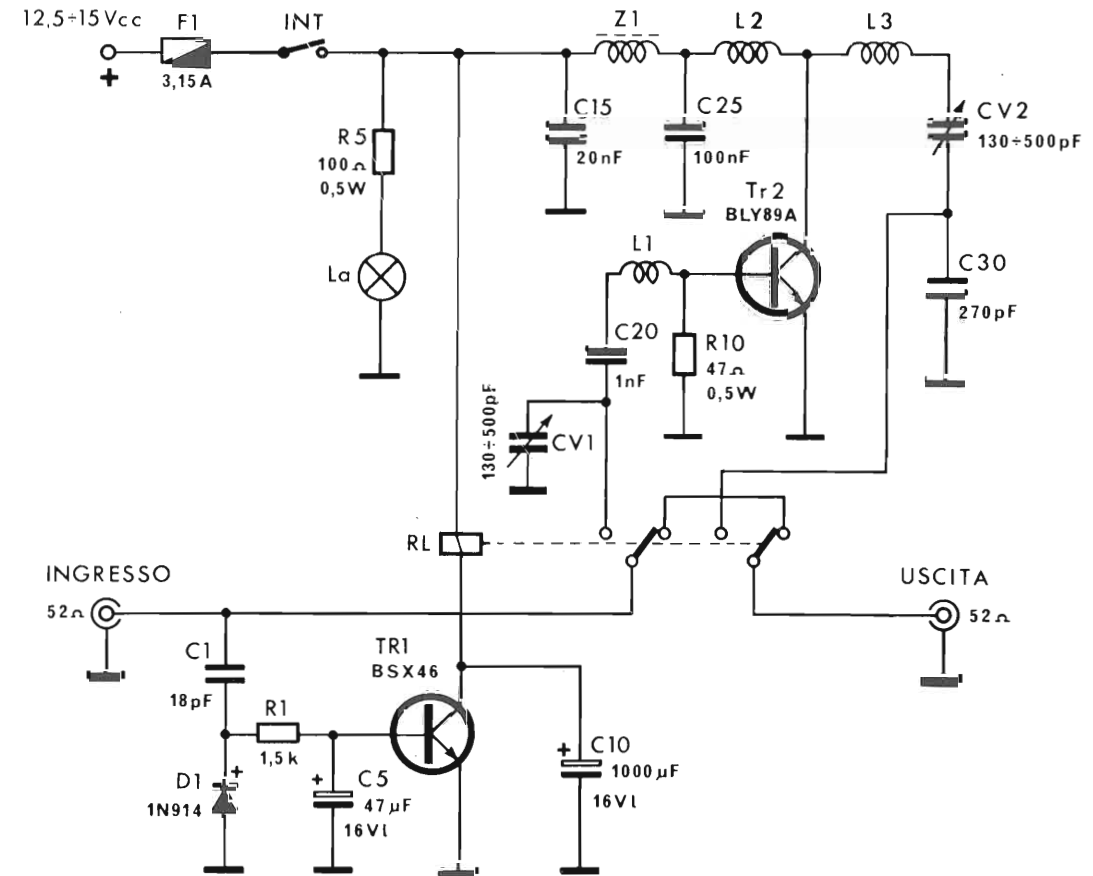 12,5÷15 Vcc
+
F1
3,15A
INT
Z1
L2
L3
R5
100Ω
0,5W
C15
20nF
C25
100nF
CV2
130÷500pF
Tr2
BLY89A
La
L1
C30
270pF
C20
1nF
R10
47Ω
0,5W
130÷500pF
CV1
RL
INGRESSO
52Ω
USCITA
52Ω
C1
18pF
TR1
BSX46
R1
1,5k
D1
+
1N914
+
C5
47µF
16Vl
+
C10
1000µF
16Vl